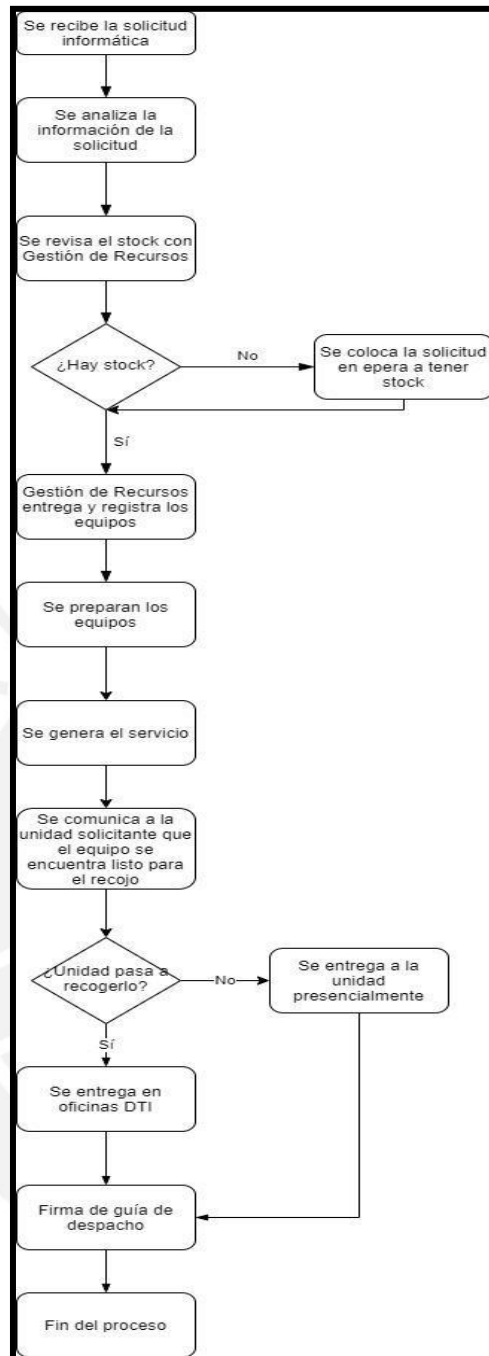 Se recibe la solicitud
informática
Se analiza la
información de la
solicitud
Se revisa el stock con
Gestión de Recursos
¿Hay stock?
No
Se coloca la solicitud
en epera a tener
stock
Sí
Gestión de Recursos
entrega y registra los
equipos
Se preparan los
equipos
Se genera el servicio
Se comunica a la
unidad solicitante que
el equipo se
encuentra listo para
el recojo
¿Unidad pasa a
recogerlo?
No
Se entrega a la
unidad
presencialmente
Sí
Se entrega en
oficinas DTI
Firma de guía de
despacho
Fin del proceso